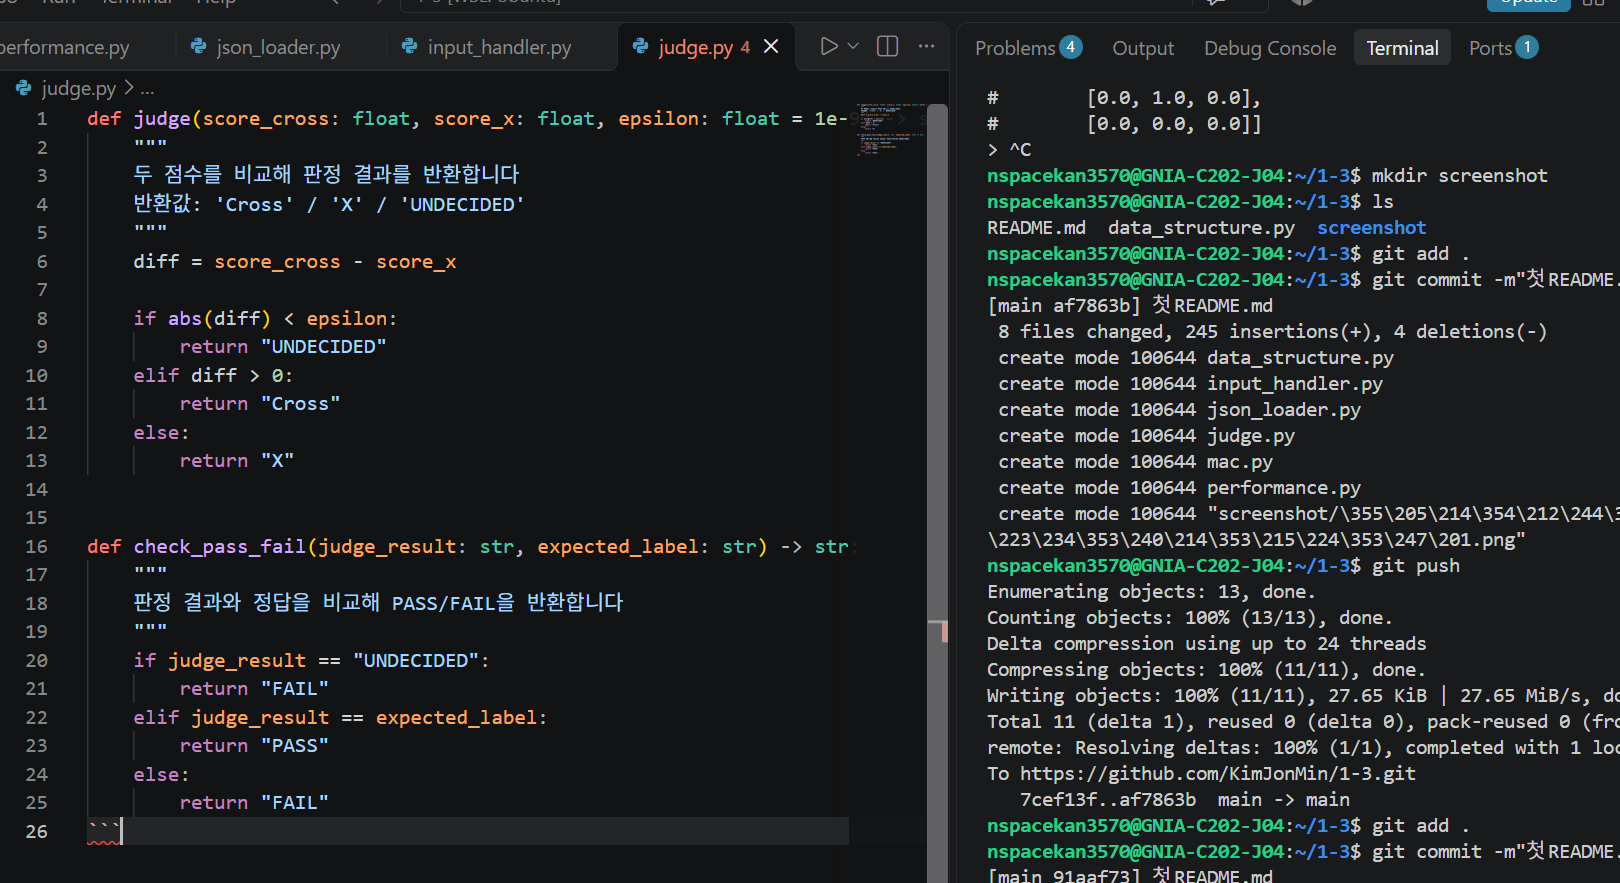 Run Terminal Help
Update
performance.py json_loader.py input_handler.py judge.py 4
judge.py > ...
1 def judge(score_cross: float, score_x: float, epsilon: float = 1e-
2 """
3 두 점수를 비교해 판정 결과를 반환합니다
4 반환값: 'Cross' / 'X' / 'UNDECIDED'
5 """
6 diff = score_cross - score_x
7
8 if abs(diff) < epsilon:
9 return "UNDECIDED"
10 elif diff > 0:
11 return "Cross"
12 else:
13 return "X"
14
15
16 def check_pass_fail(judge_result: str, expected_label: str) -> str:
17 """
18 판정 결과와 정답을 비교해 PASS/FAIL을 반환합니다
19 """
20 if judge_result == "UNDECIDED":
21 return "FAIL"
22 elif judge_result == expected_label:
23 return "PASS"
24 else:
25 return "FAIL"
26 ```
Problems 4 Output Debug Console Terminal Ports 1
# [0.0, 1.0, 0.0],
# [0.0, 0.0, 0.0]]
> ^C
nspacekan3570@GNIA-C202-J04:~/1-3$ mkdir screenshot
nspacekan3570@GNIA-C202-J04:~/1-3$ ls
README.md data_structure.py screenshot
nspacekan3570@GNIA-C202-J04:~/1-3$ git add .
nspacekan3570@GNIA-C202-J04:~/1-3$ git commit -m"첫README.
[main af7863b] 첫README.md
8 files changed, 245 insertions(+), 4 deletions(-)
create mode 100644 data_structure.py
create mode 100644 input_handler.py
create mode 100644 json_loader.py
create mode 100644 judge.py
create mode 100644 mac.py
create mode 100644 performance.py
create mode 100644 "screenshot/\355\205\214\354\212\244\3
\223\234\353\240\214\353\215\224\353\247\201.png"
nspacekan3570@GNIA-C202-J04:~/1-3$ git push
Enumerating objects: 13, done.
Counting objects: 100% (13/13), done.
Delta compression using up to 24 threads
Compressing objects: 100% (11/11), done.
Writing objects: 100% (11/11), 27.65 KiB | 27.65 MiB/s, do
Total 11 (delta 1), reused 0 (delta 0), pack-reused 0 (fro
remote: Resolving deltas: 100% (1/1), completed with 1 loc
To https://github.com/KimJonMin/1-3.git
7cef13f..af7863b main -> main
nspacekan3570@GNIA-C202-J04:~/1-3$ git add .
nspacekan3570@GNIA-C202-J04:~/1-3$ git commit -m"첫README.
[main 91aaf73] 첫README.md